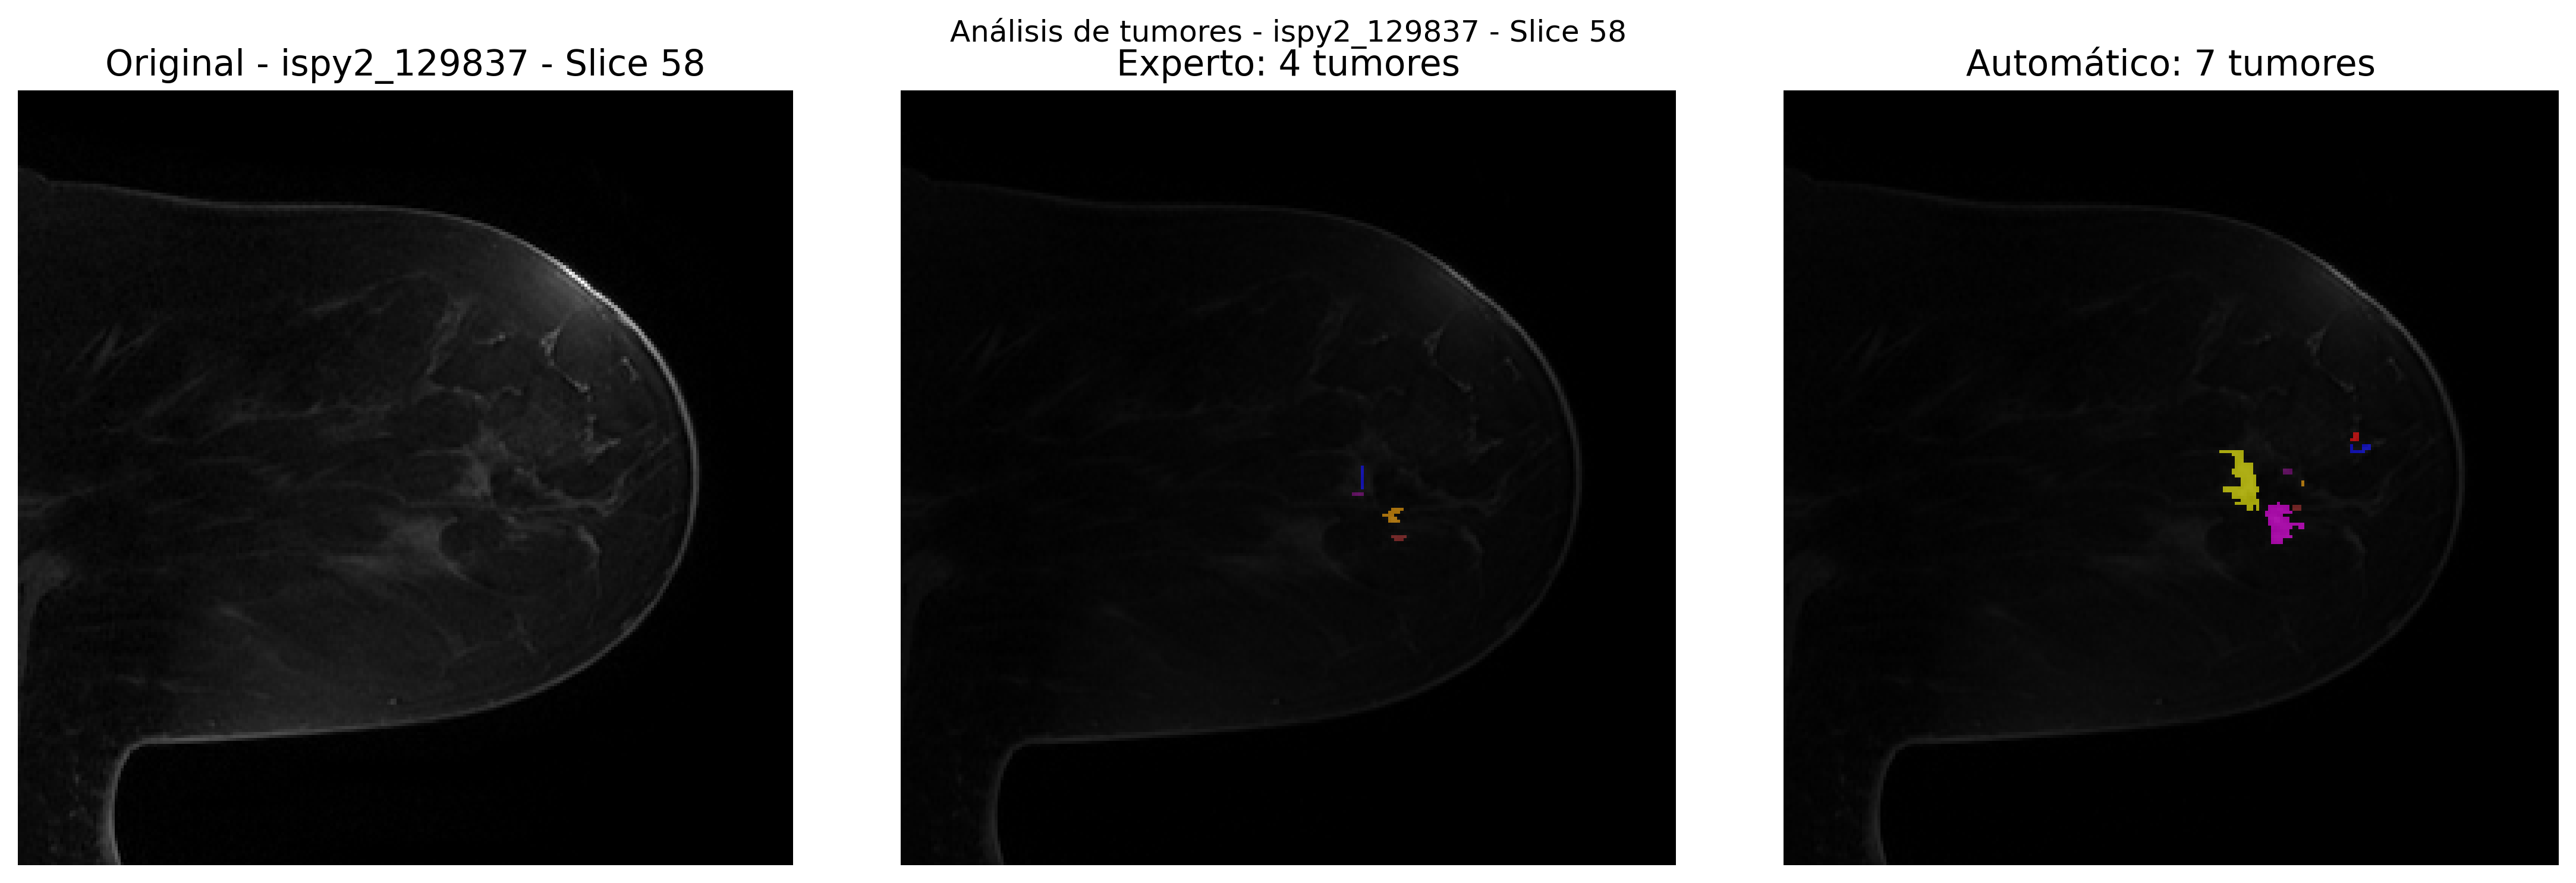 Análisis de tumores - ispy2_129837 - Slice 58
Original - ispy2_129837 - Slice 58
Experto: 4 tumores
Automático: 7 tumores